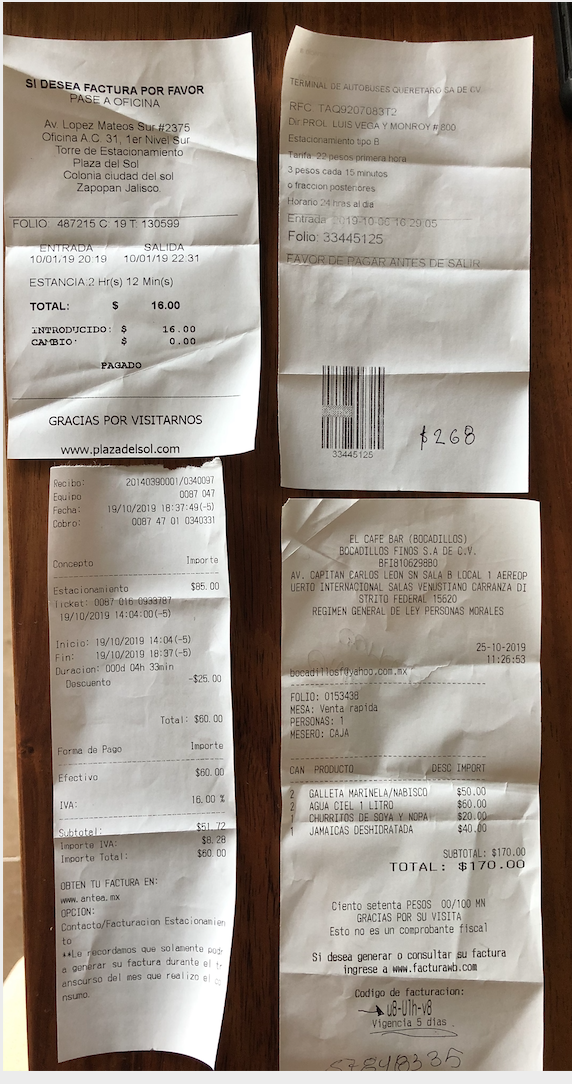 SI DESEA FACTURA POR FAVOR
PASE A OFICINA
Av. Lopez Mateos Sur #2375
Oficina A.C. 31, 1er Nivel Sur
Torre de Estacionamiento
Plaza del Sol
Colonia ciudad del sol
Zapopan Jalisco.
FOLIO: 487215 C: 19 T: 130599
ENTRADA SALIDA
10/01/19 20:19 10/01/19 22:31
ESTANCIA:2 Hr(s) 12 Min(s)
TOTAL: $ 16.00
INTRODUCIDO: $ 16.00
CAMBIO: $ 0.00
PAGADO
GRACIAS POR VISITARNOS
www.plazadelsol.com
TERMINAL DE AUTOBUSES QUERETARO SA DE CV.
RFC: TAQ9207083T2
Dir.PROL. LUIS VEGA Y MONROY # 800
Estacionamiento tipo B
Tarifa: 22 pesos primera hora
3 pesos cada 15 minutos
o fraccion posteriores
Horario 24 hras al dia
Entrada: 2019-10-06 16:29:05
Folio: 33445125
FAVOR DE PAGAR ANTES DE SALIR
33445125
$268
Recibo: 20140390001/0340097
Equipo 0087 047
Fecha: 19/10/2019 18:37:49(-5)
Cobro: 0087 47 01 0340331
Concepto Importe
Estacionamiento $85.00
Ticket: 0087 016 0933787
19/10/2019 14:04:00(-5)
Inicio: 19/10/2019 14:04(-5)
Fin: 19/10/2019 18:37(-5)
Duracion: 000d 04h 33min
Descuento -$25.00
Total: $60.00
Forma de Pago Importe
Efectivo $60.00
IVA: 16.00 %
Subtotal: $51.72
Importe IVA: $8.28
Importe Total: $60.00
OBTEN TU FACTURA EN:
www.antea.mx
OPCION:
Contacto/Facturacion Estacionamien
to
**Le recordamos que solamente podr
a generar su factura durante el tr
anscurso del mes que realizo el co
nsumo.
EL CAFE BAR (BOCADILLOS)
BOCADILLOS FINOS S.A DE C.V.
BFI8106298B0
AV. CAPITAN CARLOS LEON SN SALA B LOCAL 1 AEREOP
UERTO INTERNACIONAL SALAS VENUSTIANO CARRANZA DI
STRITO FEDERAL 15620
REGIMEN GENERAL DE LEY PERSONAS MORALES
25-10-2019
11:26:53
bocadillosf@yahoo.com.mx
FOLIO: 0153438
MESA: Venta rapida
PERSONAS: 1
MESERO: CAJA
CAN PRODUCTO DESC IMPORT
2 GALLETA MARINELA/NABISCO $50.00
2 AGUA CIEL 1 LITRO $60.00
1 CHURRITOS DE SOYA Y NOPA $20.00
1 JAMAICAS DESHIDRATADA $40.00
SUBTOTAL: $170.00
TOTAL: $170.00
Ciento setenta PESOS 00/100 MN
GRACIAS POR SU VISITA
Esto no es un comprobante fiscal
Si desea generar o consultar su factura
ingrese a www.facturawb.com
Codigo de facturacion:
u8-U1h-v8
Vigencia 5 dias